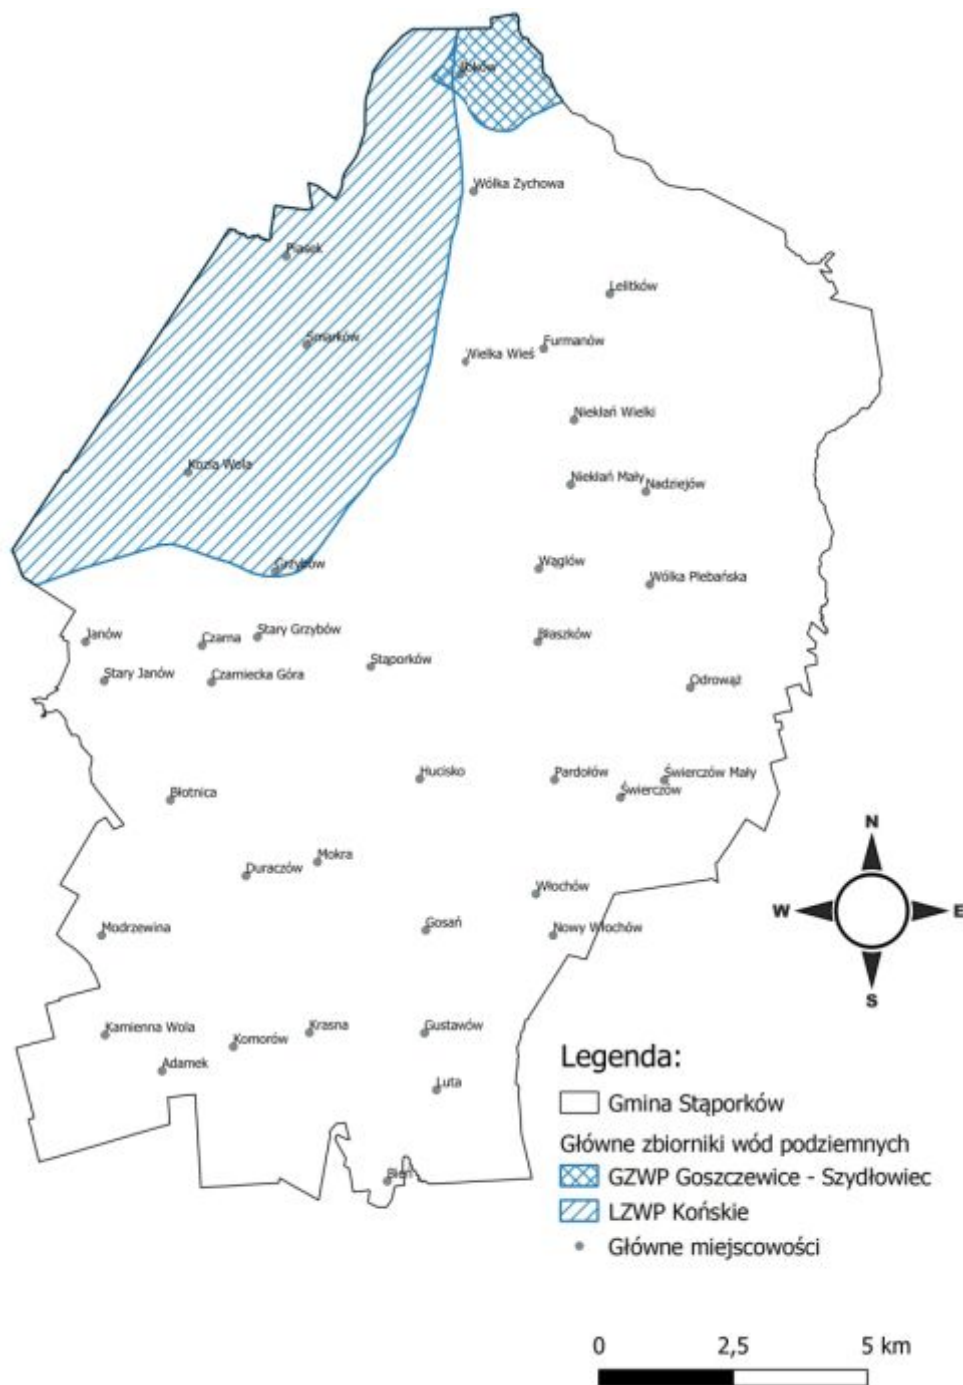 Wólka Zychowa
Piasek
Lelitków
Smarków
Furmanów
Wielka Wieś
Niekłań Wielki
Kozia Wola
Niekłań Mały
Nadziejów
Grzybów
Wąglów
Wólka Plebańska
Janów
Czarna
Stary Grzybów
Błaszków
Stąporków
Stary Janów
Czarniecka Góra
Odrowąż
Hucisko
Pardołów
Świerczów Mały
Świerczów
Błotnica
Mokra
Duraczów
Włochów
Modrzewina
Gosań
Nowy Włochów
N
W
E
S
Kamienna Wola
Komorów
Krasna
Gustawów
Adamek
Luta
Legenda:
Gmina Stąporków
Główne zbiorniki wód podziemnych
GZWP Goszczewice - Szydłowiec
LZWP Końskie
Główne miejscowości
0
2,5
5 km